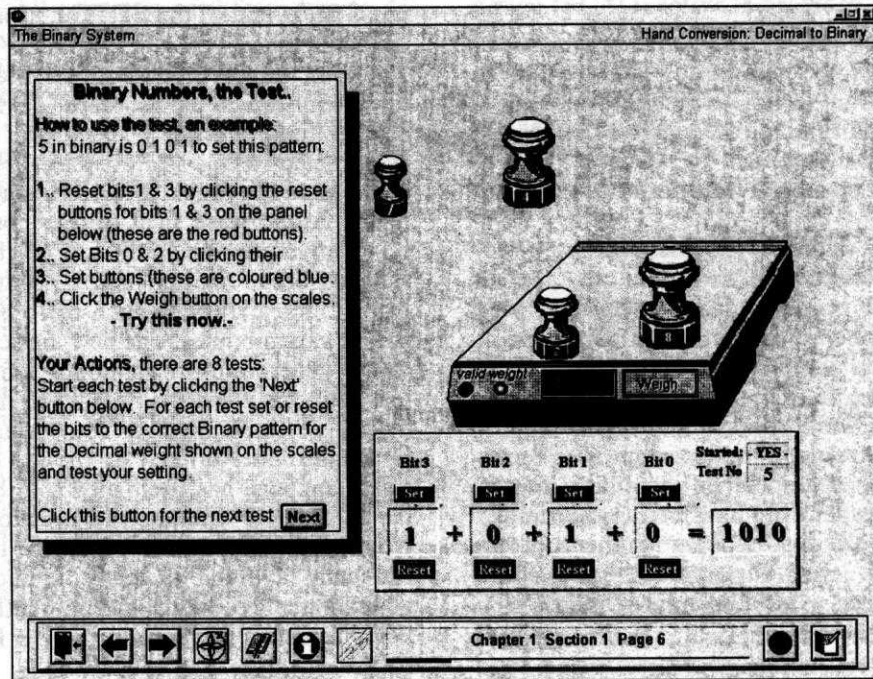 The Binary System
Hand Conversion: Decimal to Binary
Binary Numbers, the Test..
How to use the test, an example:
5 in binary is 0 1 0 1 to set this pattern:
1.. Reset bits1 & 3 by clicking the reset
buttons for bits 1 & 3 on the panel
below (these are the red buttons).
2.. Set Bits 0 & 2 by clicking their
3.. Set buttons (these are coloured blue.
4.. Click the Weigh button on the scales.
- Try this now.-
Your Actions, there are 8 tests:
Start each test by clicking the 'Next'
button below. For each test set or reset
the bits to the correct Binary pattern for
the Decimal weight shown on the scales
and test your setting.
Click this button for the next test Next
8
valid weight
Weigh
Bit 3 Bit 2 Bit 1 Bit 0
Started: - YES -
Test No 5
Set Set Set Set
1 + 0 + 1 + 0 = 1010
Reset Reset Reset Reset
Chapter 1 Section 1 Page 6